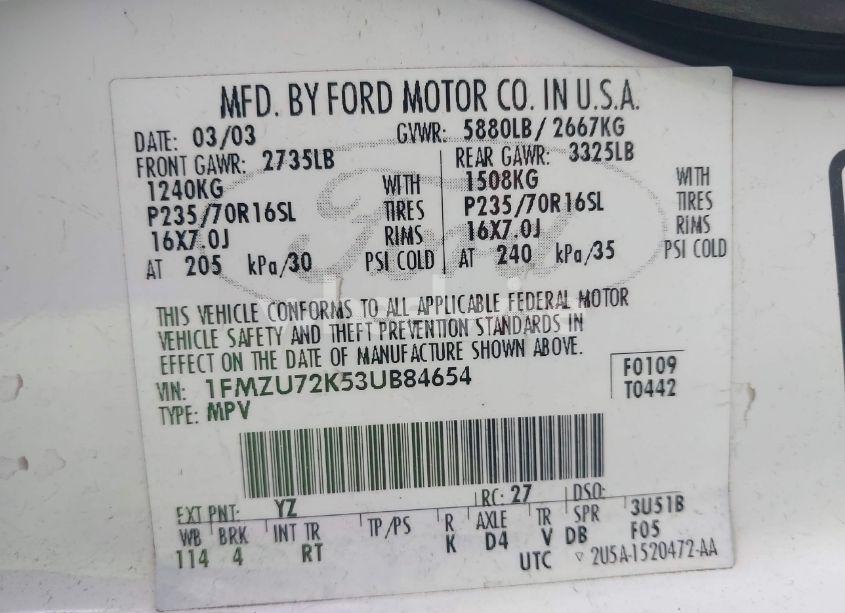 MFD. BY FORD MOTOR CO. IN U.S.A.
DATE: 03/03 GVWR: 5880LB/ 2667KG
FRONT GAWR: 2735LB REAR GAWR: 3325LB
1240KG WITH 1508KG WITH
P235/70R16SL TIRES P235/70R16SL TIRES
16X7.0J RIMS 16X7.0J RIMS
AT 205 kPa/30 PSI COLD AT 240 kPa/35 PSI COLD
THIS VEHICLE CONFORMS TO ALL APPLICABLE FEDERAL MOTOR
VEHICLE SAFETY AND THEFT PREVENTION STANDARDS IN
EFFECT ON THE DATE OF MANUFACTURE SHOWN ABOVE.
VIN: 1FMZU72K53UB84654 F0109
TYPE: MPV T0442
EXT PNT: YZ RC: 27 DSO:
WB BRK INT TR TP/PS R AXLE TR SPR 3U51B
114 4 RT K D4 V DB F05
UTC ▽ 2U5A-1520472-AA